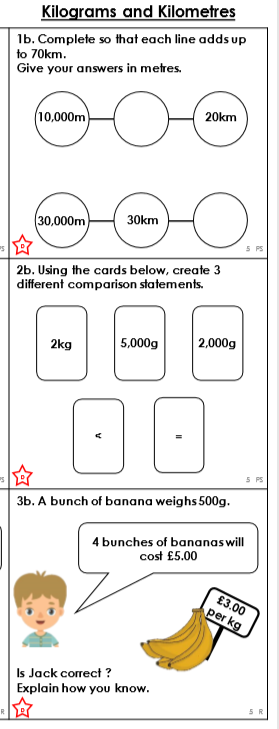 Kilograms and Kilometres
1b. Complete so that each line adds up
to 70km.
Give your answers in metres.
10,000m
20km
30,000m
30km
S
D
S PS
2b. Using the cards below, create 3
different comparison statements.
2kg
5,000g
2,000g
<
=
S
D
S PS
3b. A bunch of banana weighs 500g.
4 bunches of bananas will
cost £5.00
£3.00
per kg
Is Jack correct ?
Explain how you know.
R
D
S R